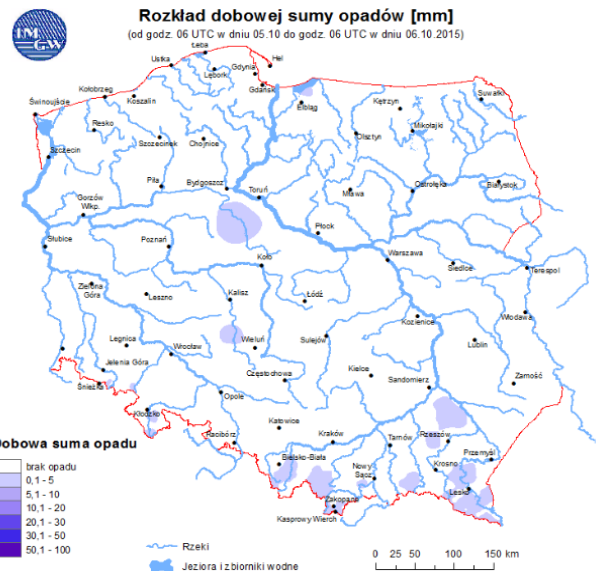 IM
GW
Rozkład dobowej sumy opadów [mm]
(od godz. 06 UTC w dniu 05.10 do godz. 06 UTC w dniu 06.10.2015)
Łeba
Ustka
Hel
Gdynia
Lębork
Kołobrzeg
Gdańsk
Suwałki
Koszalin
Świnoujście
Elbląg
Kętrzyn
Resko
Mikołajki
Olsztyn
Szczecinek
Chojnice
Szczecin
Piła
Bydgoszcz
Toruń
Ostrołęka
Białystok
Mława
Gorzów
Wlkp.
Płock
Słubice
Poznań
Koło
Warszawa
Siedlce
Terespol
Zielona
Góra
Leszno
Kalisz
Łódź
Włodawa
Kozienice
Legnica
Wrocław
Wieluń
Sulejów
Lublin
Jelenia Góra
Kielce
Zamość
Śnieżka
Częstochowa
Sandomierz
Opole
Kłodzko
Katowice
Kraków
Tarnów
Rzeszów
Racibórz
Przemyśl
Bielsko-Biała
Nowy
Sącz
Krosno
Lesko
Zakopane
Kasprowy Wierch
Dobowa suma opadu
brak opadu
0,1 - 5
5,1 - 10
10,1 - 20
20,1 - 30
30,1 - 50
50,1 - 100
Rzeki
Jeziora i zbiorniki wodne
0 25 50 100 150 km